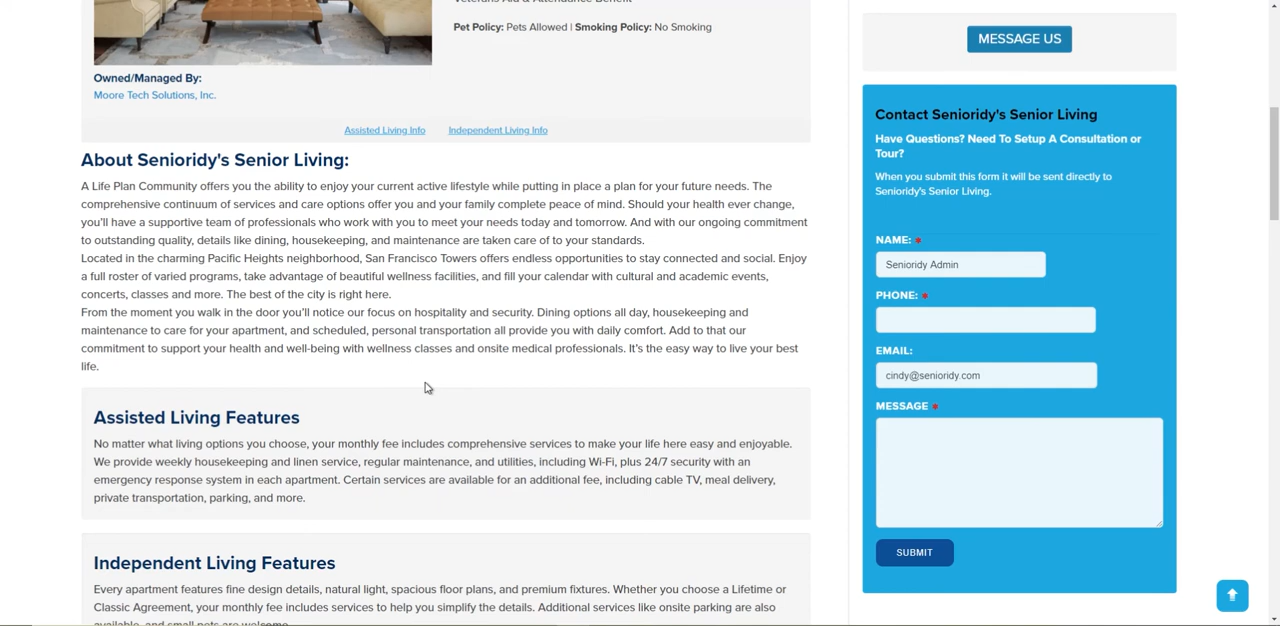 Veterans Aid & Attendance Benefit
Pet Policy: Pets Allowed | Smoking Policy: No Smoking
Owned/Managed By:
Moore Tech Solutions, Inc.
Assisted Living Info Independent Living Info
About Senioridy's Senior Living:
A Life Plan Community offers you the ability to enjoy your current active lifestyle while putting in place a plan for your future needs. The
comprehensive continuum of services and care options offer you and your family complete peace of mind. Should your health ever change,
you'll have a supportive team of professionals who work with you to meet your needs today and tomorrow. And with our ongoing commitment
to outstanding quality, details like dining, housekeeping, and maintenance are taken care of to your standards.
Located in the charming Pacific Heights neighborhood, San Francisco Towers offers endless opportunities to stay connected and social. Enjoy
a full roster of varied programs, take advantage of beautiful wellness facilities, and fill your calendar with cultural and academic events,
concerts, classes and more. The best of the city is right here.
From the moment you walk in the door you'll notice our focus on hospitality and security. Dining options all day, housekeeping and
maintenance to care for your apartment, and scheduled, personal transportation all provide you with daily comfort. Add to that our
commitment to support your health and well-being with wellness classes and onsite medical professionals. It's the easy way to live your best
life.
Assisted Living Features
No matter what living options you choose, your monthly fee includes comprehensive services to make your life here easy and enjoyable.
We provide weekly housekeeping and linen service, regular maintenance, and utilities, including Wi-Fi, plus 24/7 security with an
emergency response system in each apartment. Certain services are available for an additional fee, including cable TV, meal delivery,
private transportation, parking, and more.
Independent Living Features
Every apartment features fine design details, natural light, spacious floor plans, and premium fixtures. Whether you choose a Lifetime or
Classic Agreement, your monthly fee includes services to help you simplify the details. Additional services like onsite parking are also
available, and small pets are welcome.
MESSAGE US
Contact Senioridy's Senior Living
Have Questions? Need To Setup A Consultation or
Tour?
When you submit this form it will be sent directly to
Senioridy's Senior Living.
NAME: *
Senioridy Admin
PHONE: *
EMAIL:
cindy@senioridy.com
MESSAGE *
SUBMIT